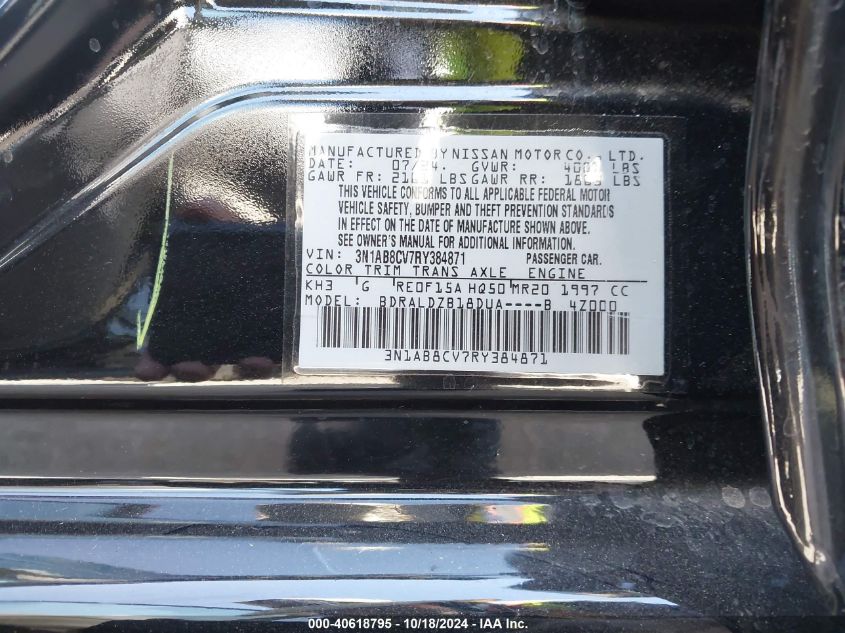 MANUFACTURED BY NISSAN MOTOR CO., LTD.
DATE: 07/24. GVWR: LBS
GAWR FR: LBS GAWR RR: LBS
THIS VEHICLE CONFORMS TO ALL APPLICABLE FEDERAL MOTOR
VEHICLE SAFETY, BUMPER AND THEFT PREVENTION STANDARDS
IN EFFECT ON THE DATE OF MANUFACTURE SHOWN ABOVE.
SEE OWNER'S MANUAL FOR ADDITIONAL INFORMATION.
VIN: 3N1AB8CV7RY384871 PASSENGER CAR.
COLOR TRIM TRANS AXLE ENGINE
KH3 G RE0F15A HQ50 MR20 1997 CC
MODEL: BDRALDZB18DUA----B 4Z000
3N1AB8CV7RY384871
000-40618795 - 10/18/2024 - IAA Inc.